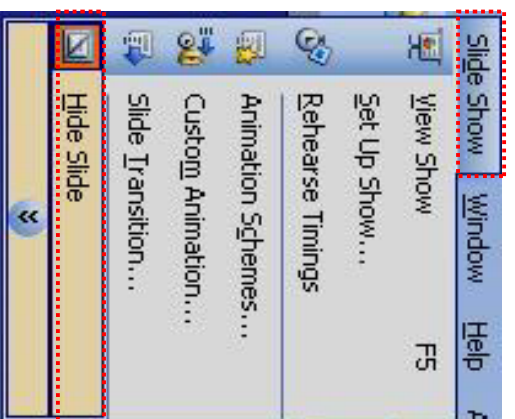 Slide Show Window Help A
View Show F5
Set Up Show...
Rehearse Timings
Animation Schemes...
Custom Animation...
Slide Transition...
Hide Slide